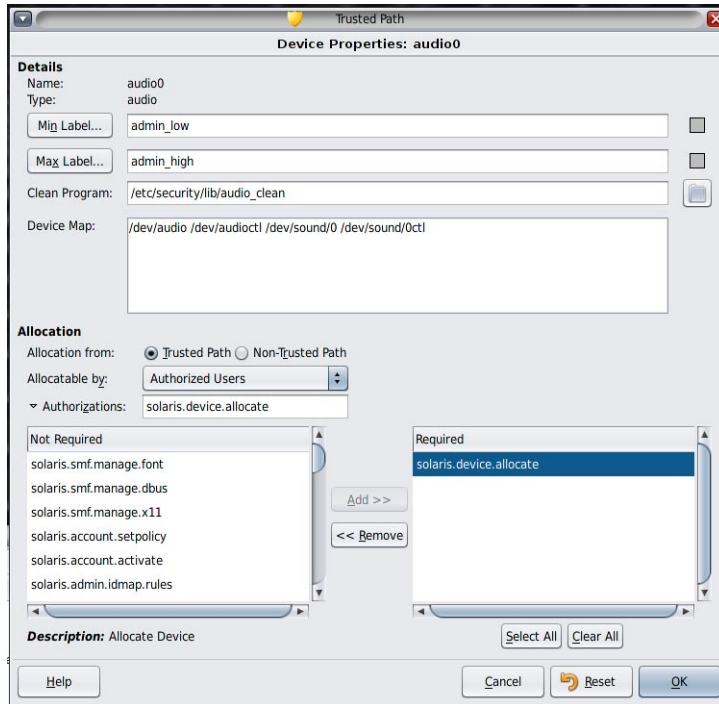 Trusted Path
Device Properties: audio0
Details
Name: audio0
Type: audio
Min Label... admin_low
Max Label... admin_high
Clean Program: /etc/security/lib/audio_clean
Device Map: /dev/audio /dev/audioctl /dev/sound/0 /dev/sound/0ctl
Allocation
Allocation from: Trusted Path Non-Trusted Path
Allocatable by: Authorized Users
Authorizations: solaris.device.allocate
Not Required
solaris.smf.manage.font
solaris.smf.manage.dbus
solaris.smf.manage.x11
solaris.account.setpolicy
solaris.account.activate
solaris.admin.idmap.rules
Add >>
<< Remove
Required
solaris.device.allocate
Description: Allocate Device
Select All Clear All
Help Cancel Reset OK